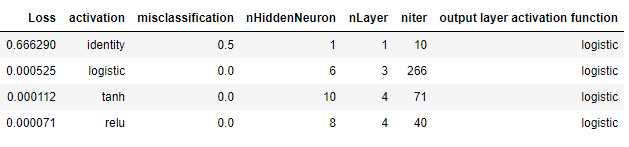 Loss activation misclassification nHiddenNeuron nLayer niter output layer activation function
0.666290 identity 0.5 1 1 10 logistic
0.000525 logistic 0.0 6 3 266 logistic
0.000112 tanh 0.0 10 4 71 logistic
0.000071 relu 0.0 8 4 40 logistic